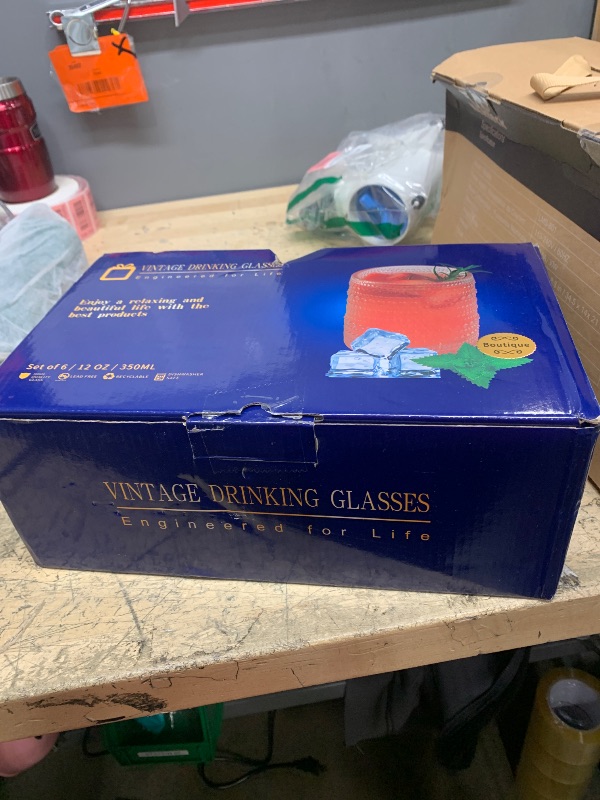 VINTAGE DRINKING GLASSES
Engineered for Life
Enjoy a relaxing and
beautiful life with the
best products
Set of 6 / 12 OZ / 350ML
LEAD FREE
RECYCLABLE
DISHWASHER
SAFE
Boutique
VINTAGE DRINKING GLASSES
Engineered for Life